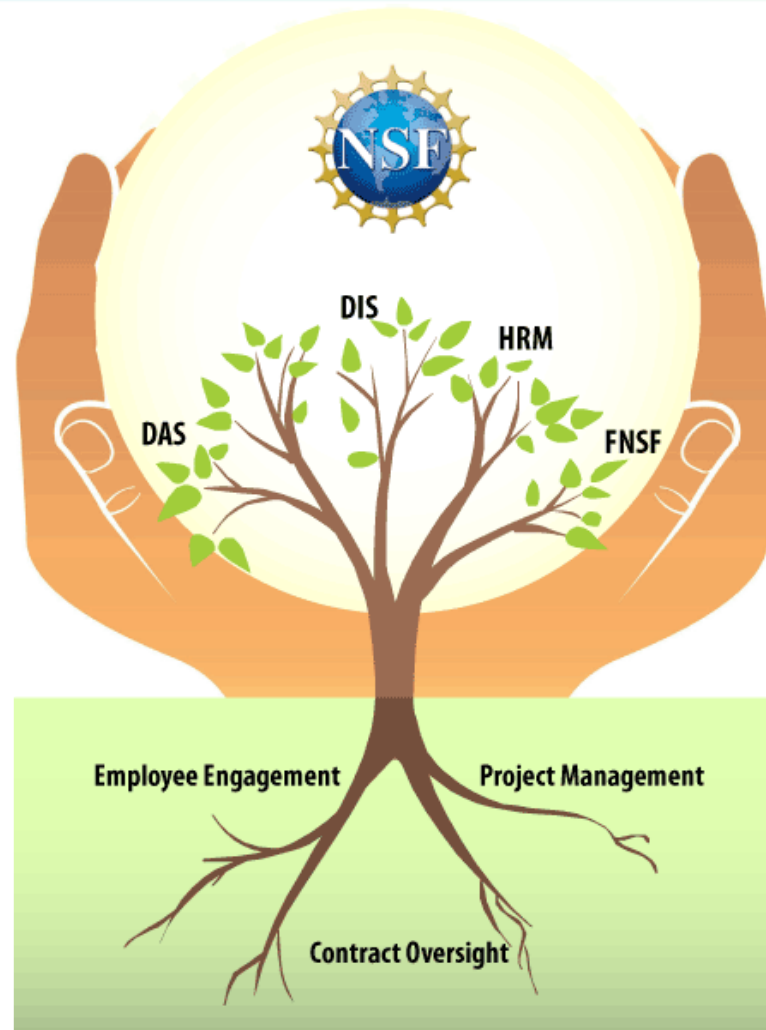 NSF
DIS
HRM
DAS
FNSF
Employee Engagement
Project Management
Contract Oversight